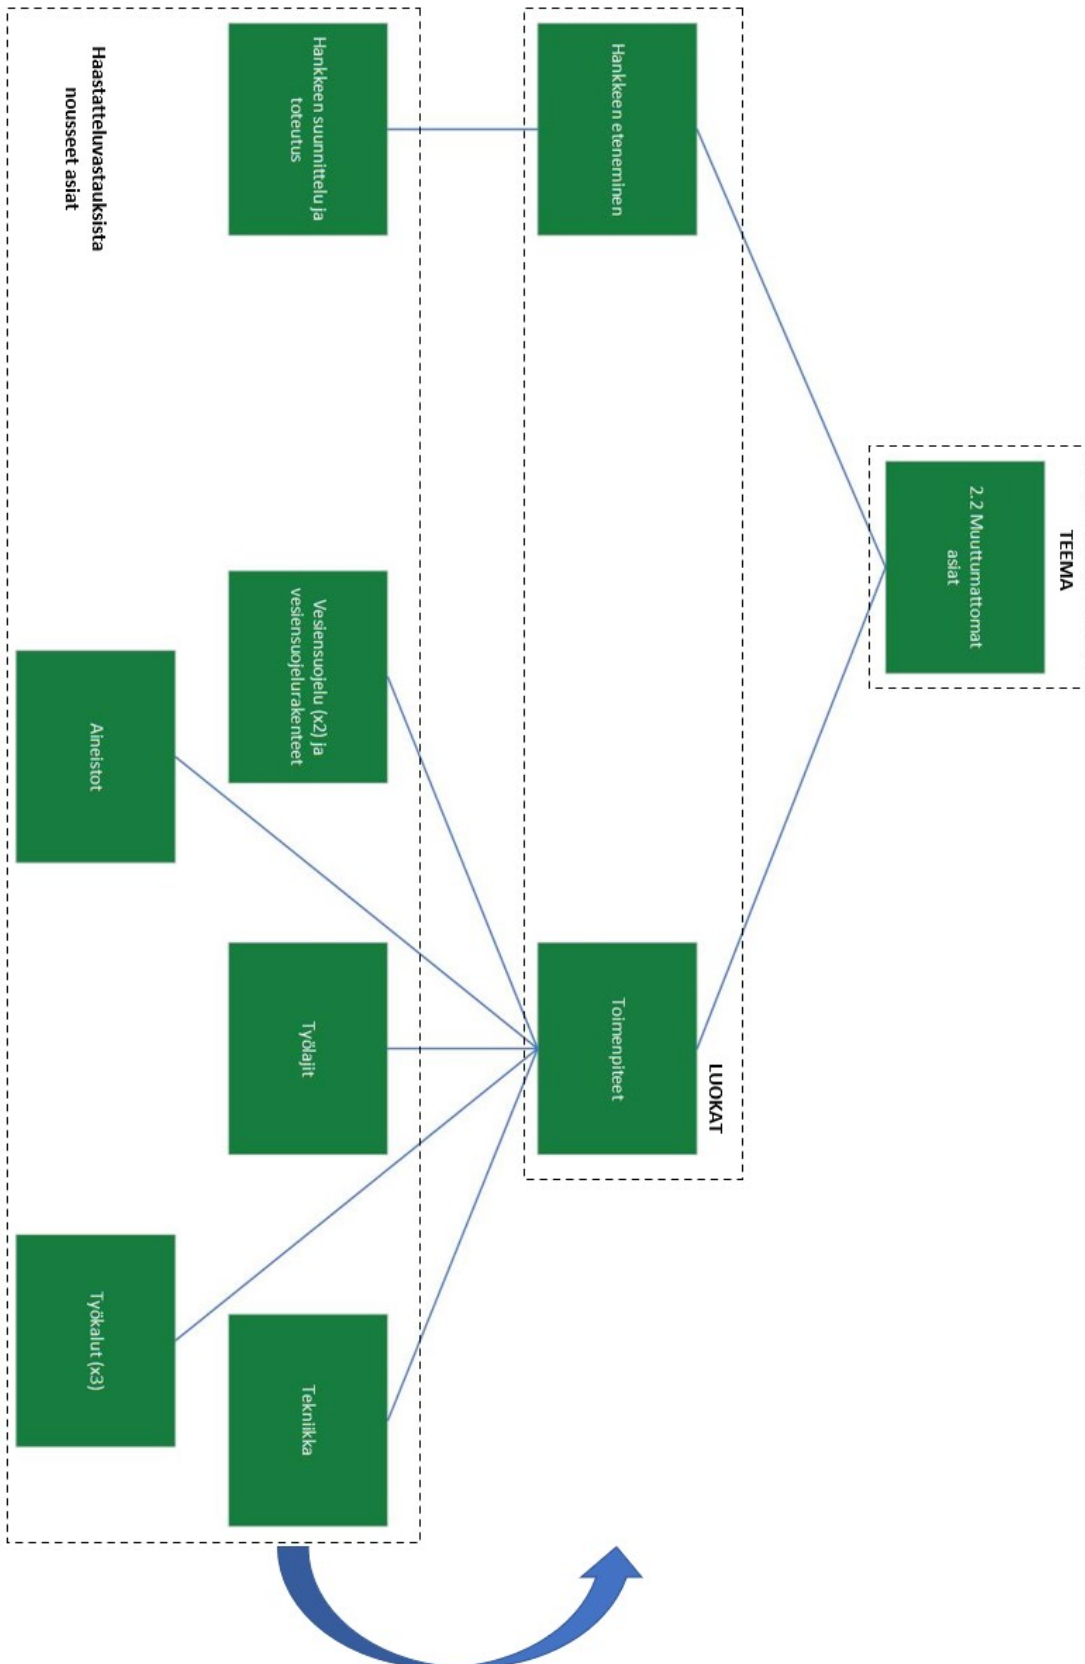 TEEMA
2.2 Muuttumattomat
asiat
LUOKAT
Hankkeen eteneminen
Toimenpiteet
Hankkeen suunnittelu ja
toteutus
Vesiensuojelu (x2) ja
vesiensuojelurakenteet
Työlajit
Tekniikka
Haastatteluvastauksista
nousseet asiat
Aineistot
Työkalut (x3)